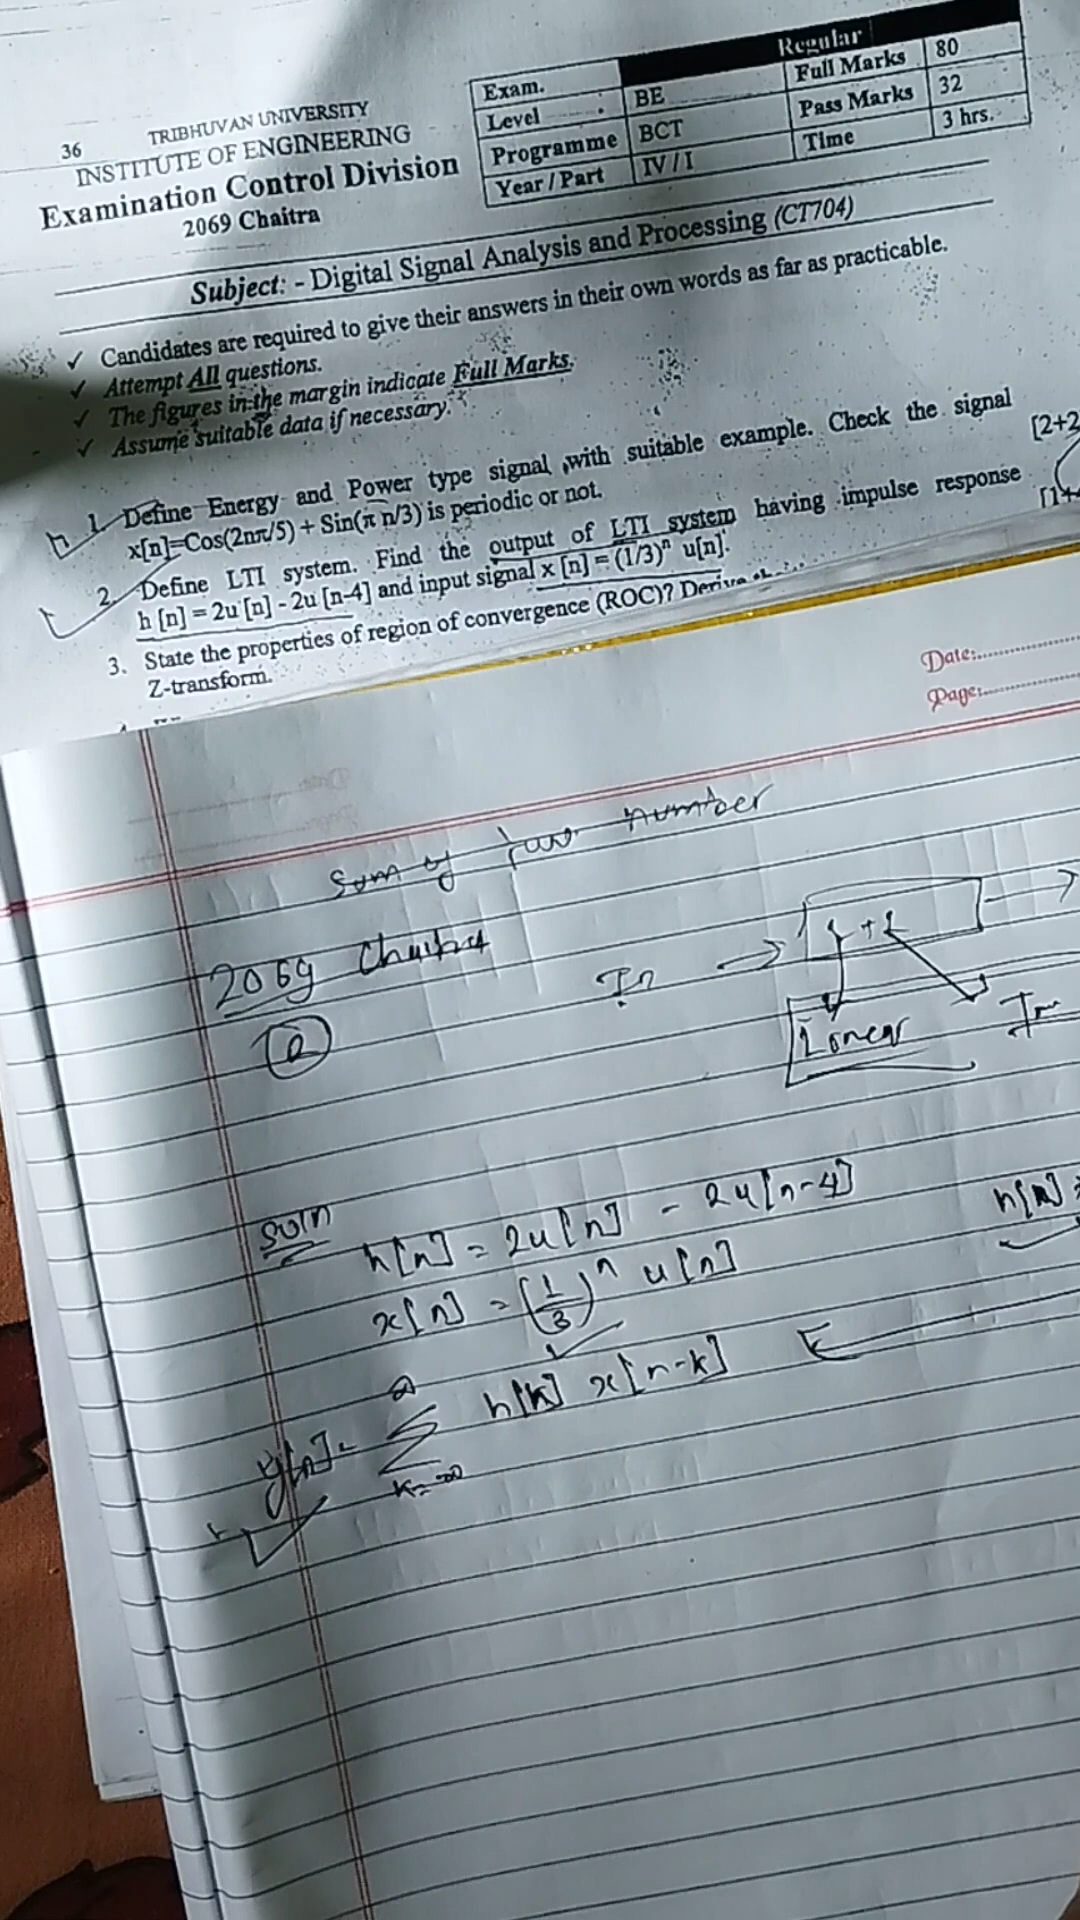 36
TRIBHUVAN UNIVERSITY
INSTITUTE OF ENGINEERING
Examination Control Division
2069 Chaitra
Exam. Regular
Level BE Full Marks 80
Programme BCT Pass Marks 32
Year / Part IV / I Time 3 hrs.
Subject: - Digital Signal Analysis and Processing (CT704)
✓ Candidates are required to give their answers in their own words as far as practicable.
✓ Attempt All questions.
✓ The figures in the margin indicate Full Marks.
✓ Assume suitable data if necessary.
1. Define Energy and Power type signal with suitable example. Check the signal [2+2
x[n]=Cos(2nπ/5) + Sin(π n/3) is periodic or not.
2. Define LTI system. Find the output of LTI system having impulse response [1+
h [n] = 2u [n] - 2u [n-4] and input signal x [n] = (1/3)ⁿ u[n].
3. State the properties of region of convergence (ROC)? Derive
Z-transform.
Date:
Page:
sum of two number
2069 Chaitra
In
Linear
soln
h[n] = 2u[n] - 2u[n-4]
h[n] =
x[n] = (1/3)ⁿ u[n]
y[n] = ∑ h[k] x[n-k]
k=-∞